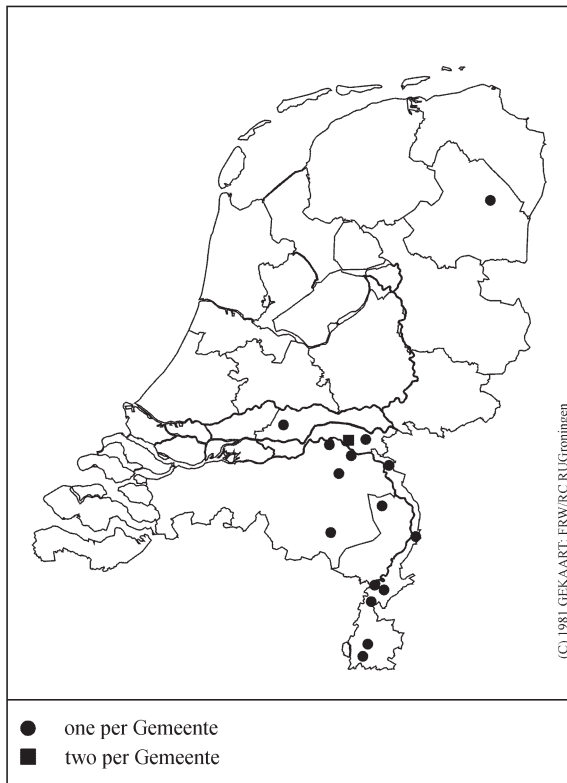 (C) 1981 GEKAART: FRW/RC RUGroningen
one per Gemeente
two per Gemeente